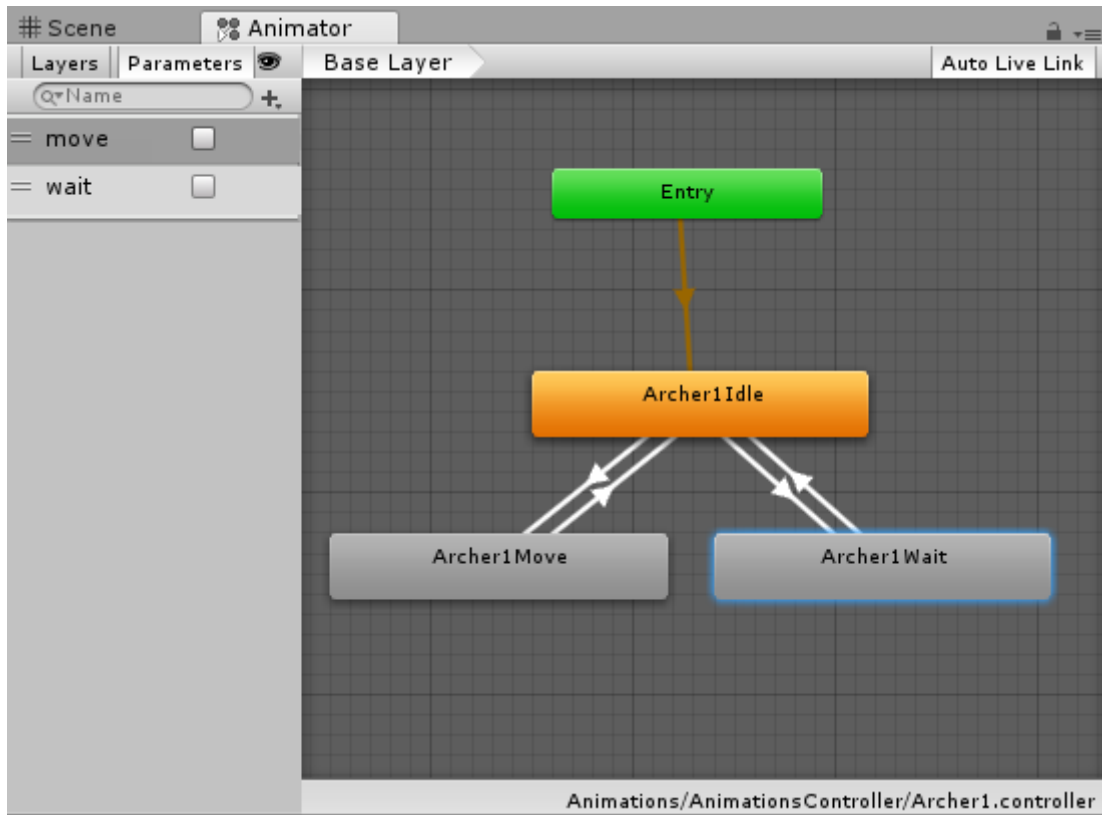 Scene Animator
Layers Parameters Base Layer Auto Live Link
Name
move
wait
Entry
Archer1Idle
Archer1Move Archer1Wait
Animations/AnimationsController/Archer1.controller